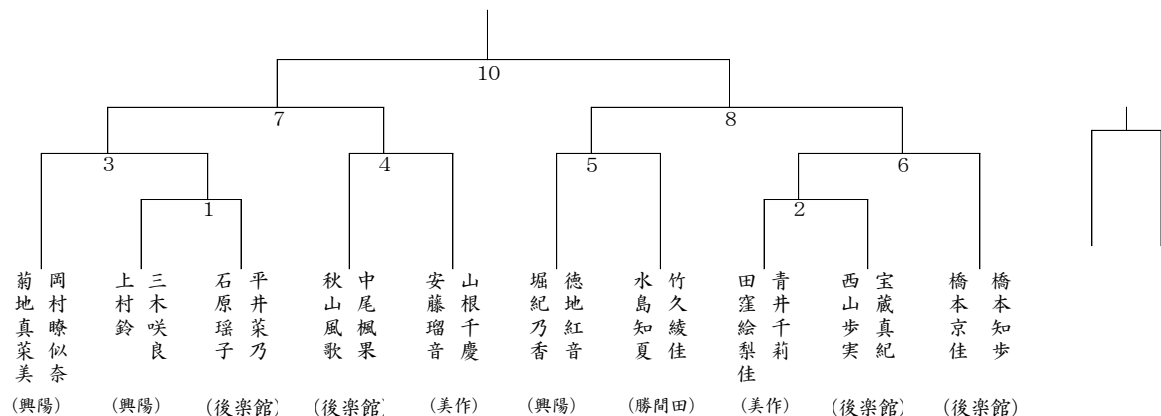 10
7
8
3
4
5
6
1
2
岡村瞭似奈
菊地真菜美
三木咲良
上村鈴
平井菜乃
石原瑶子
中尾楓果
秋山風歌
山根千慶
安藤瑠音
徳地紅音
堀紀乃香
竹久綾佳
水島知夏
青井千莉
田窪絵梨佳
宝蔵真紀
西山歩実
橋本知歩
橋本京佳
(興陽)
(興陽)
(後楽館)
(後楽館)
(美作)
(興陽)
(勝間田)
(美作)
(後楽館)
(後楽館)